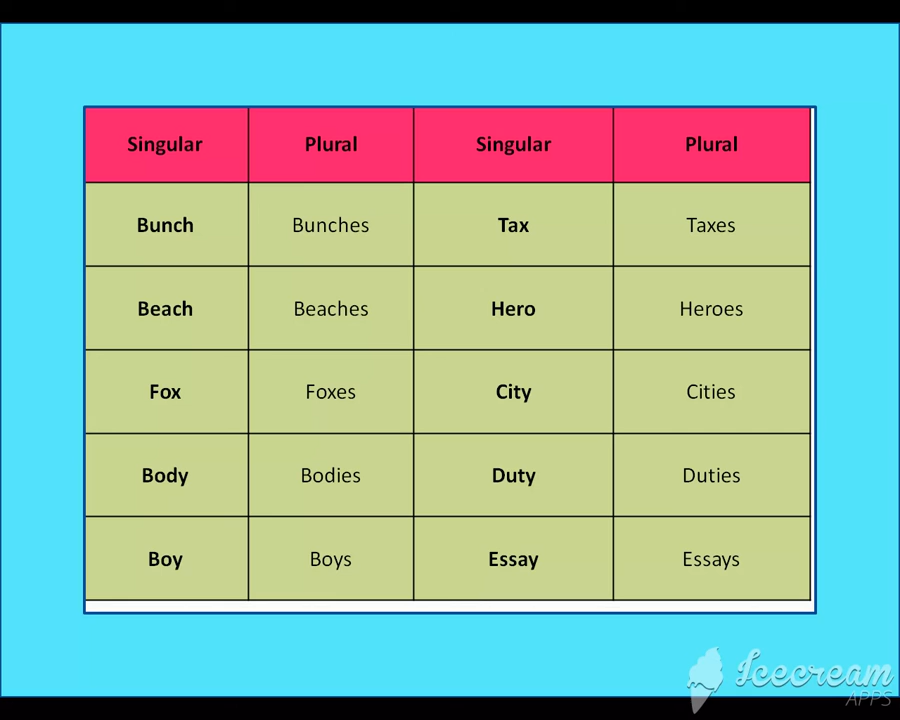 Singular Plural Singular Plural
Bunch Bunches Tax Taxes
Beach Beaches Hero Heroes
Fox Foxes City Cities
Body Bodies Duty Duties
Boy Boys Essay Essays
Icecream
APPS